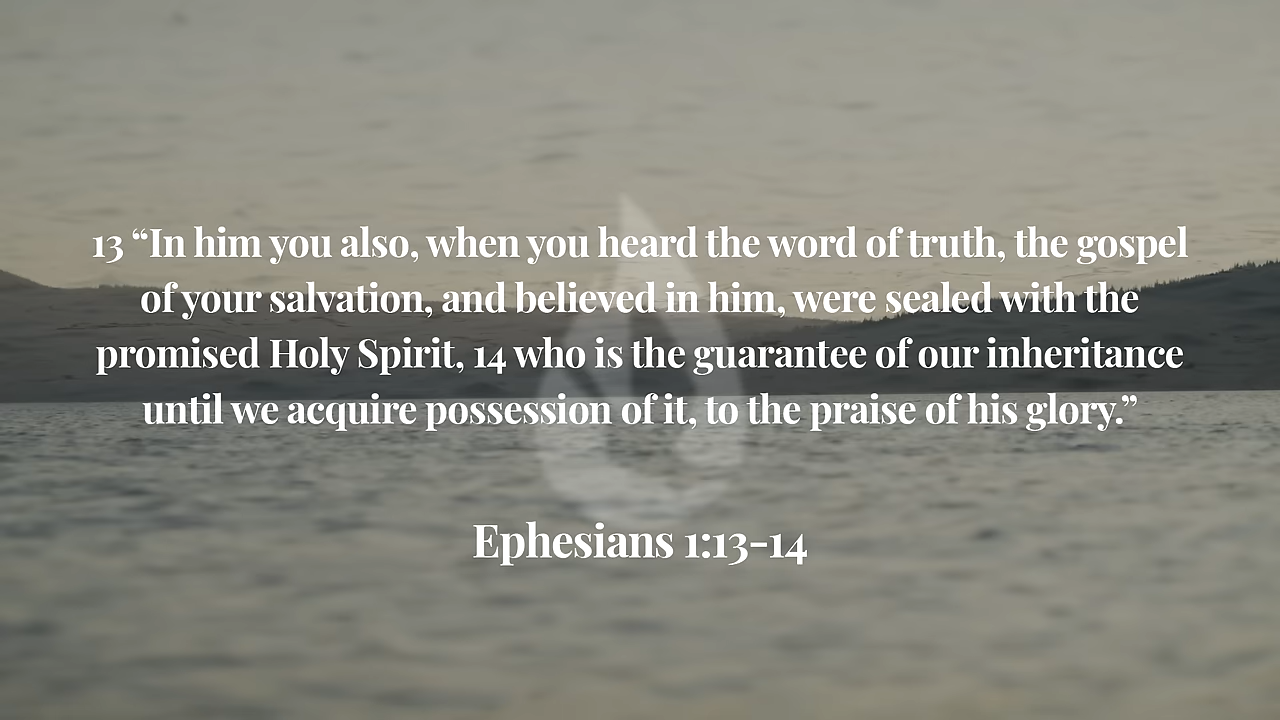 13 “In him you also, when you heard the word of truth, the gospel
of your salvation, and believed in him, were sealed with the
promised Holy Spirit, 14 who is the guarantee of our inheritance
until we acquire possession of it, to the praise of his glory.”
Ephesians 1:13-14